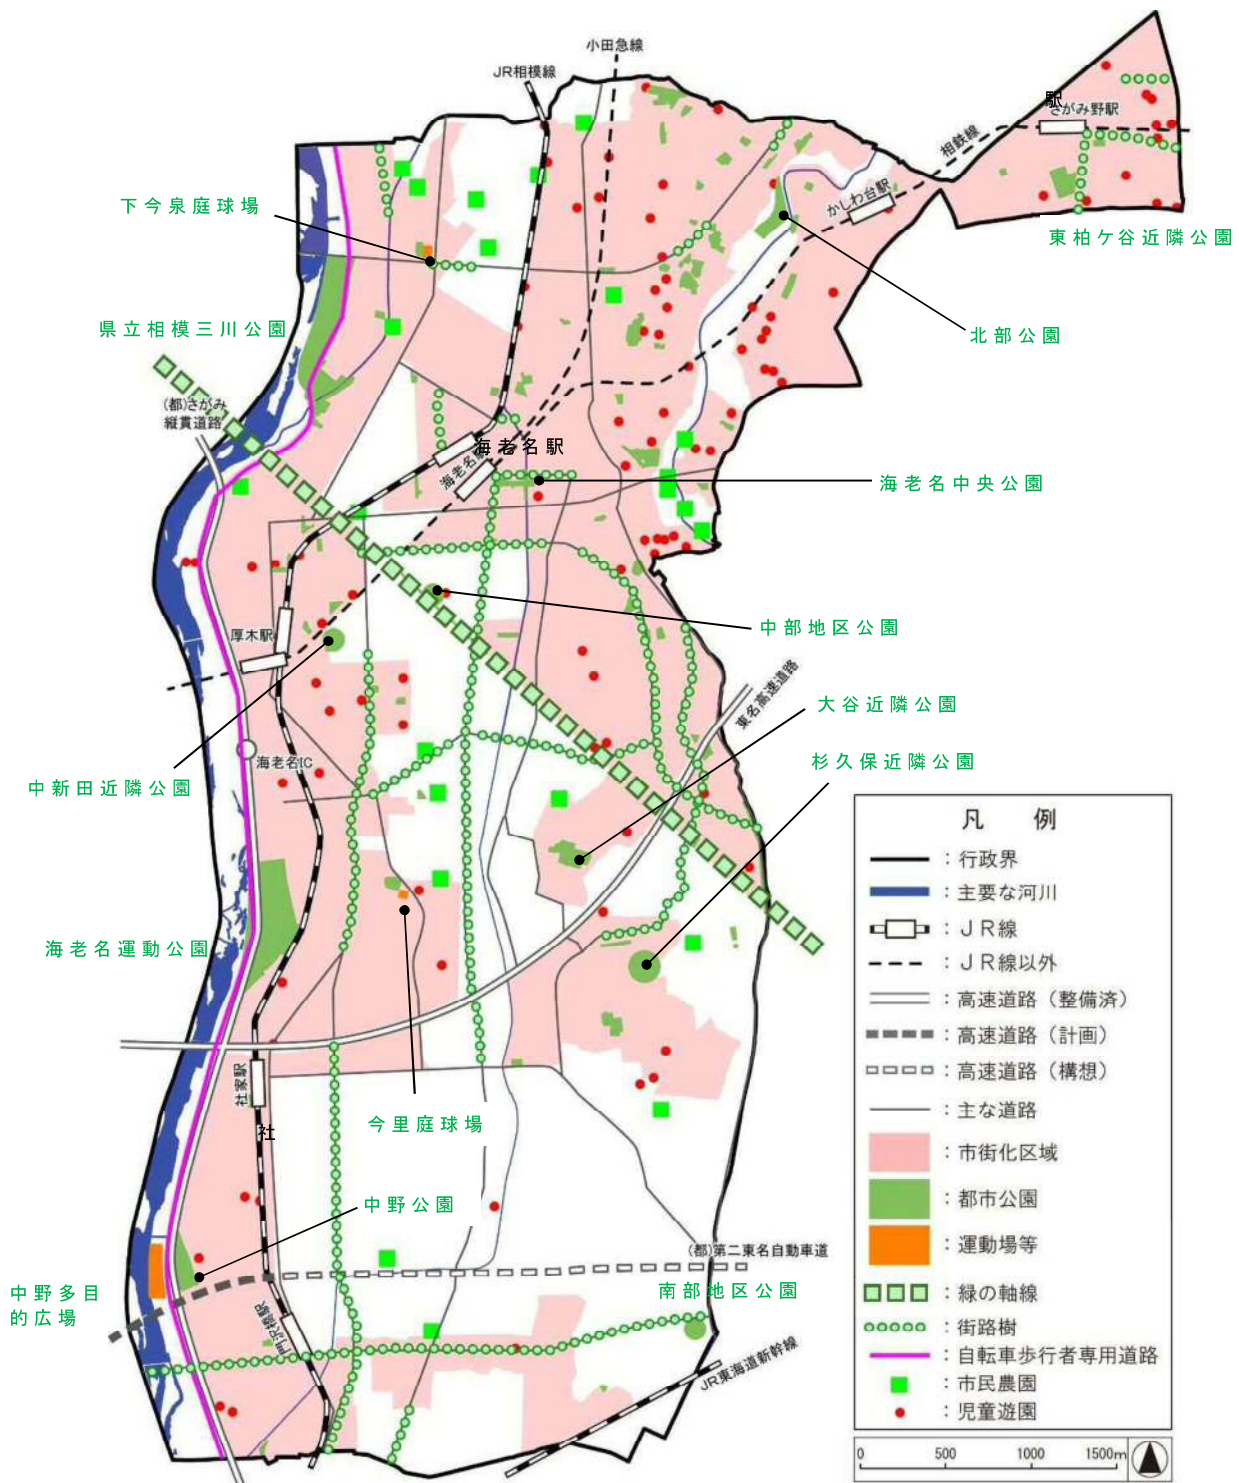 小田急線
JR相模線
駅
さがみ野駅
相鉄線
かしわ台駅
下今泉庭球場
東柏ケ谷近隣公園
県立相模三川公園
北部公園
(都)さがみ
縦貫道路
海老名駅
海老名駅
海老名中央公園
厚木駅
中部地区公園
東名高速道路
大谷近隣公園
杉久保近隣公園
海老名IC
中新田近隣公園
海老名運動公園
社家駅
社
今里庭球場
中野公園
(都)第二東名自動車道
南部地区公園
中野多目
的広場
門沢橋駅
JR東海道新幹線
凡 例
:行政界
:主要な河川
:JR線
:JR線以外
:高速道路(整備済)
:高速道路(計画)
:高速道路(構想)
:主な道路
:市街化区域
:都市公園
:運動場等
:緑の軸線
:街路樹
:自転車歩行者専用道路
:市民農園
:児童遊園
0 500 1000 1500m